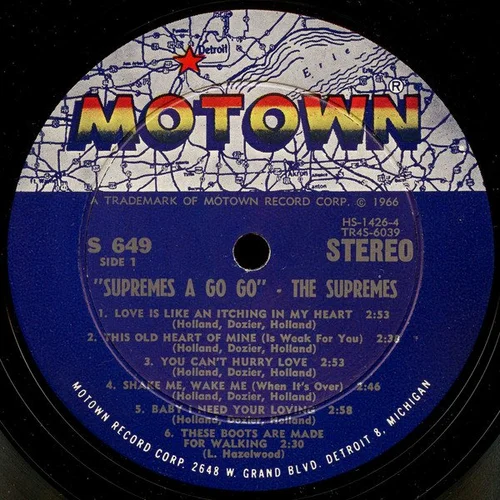 Detroit
Erie
MOTOWN®
Akron
A TRADEMARK OF MOTOWN RECORD CORP. © 1966
HS-1426-4
TR4S-6039
S 649
STEREO
SIDE 1
"SUPREMES A GO GO" - THE SUPREMES
1. LOVE IS LIKE AN ITCHING IN MY HEART 2:53
(Holland, Dozier, Holland)
2. THIS OLD HEART OF MINE (Is Weak For You) 2:38
(Holland, Dozier, Holland)
3. YOU CAN'T HURRY LOVE 2:53
(Holland, Dozier, Holland)
4. SHAKE ME, WAKE ME (When It's Over) 2:46
(Holland, Dozier, Holland)
5. BABY I NEED YOUR LOVING 2:58
(Holland, Dozier, Holland)
6. THESE BOOTS ARE MADE
FOR WALKING 2:30
(L. Hazelwood)
MOTOWN RECORD CORP. 2648 W. GRAND BLVD. DETROIT 8, MICHIGAN